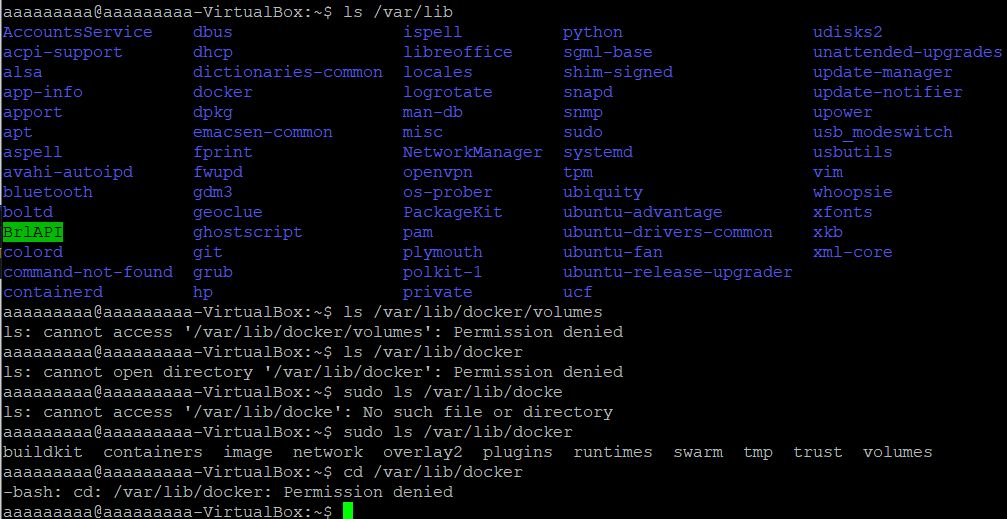 aaaaaaaaa@aaaaaaaaa-VirtualBox:~$ ls /var/lib
AccountsService dbus ispell python udisks2
acpi-support dhcp libreoffice sgml-base unattended-upgrades
alsa dictionaries-common locales shim-signed update-manager
app-info docker logrotate snapd update-notifier
apport dpkg man-db snmp upower
apt emacsen-common misc sudo usb_modeswitch
aspell fprint NetworkManager systemd usbutils
avahi-autoipd fwupd openvpn tpm vim
bluetooth gdm3 os-prober ubiquity whoopsie
boltd geoclue PackageKit ubuntu-advantage xfonts
BrlAPI ghostscript pam ubuntu-drivers-common xkb
colord git plymouth ubuntu-fan xml-core
command-not-found grub polkit-1 ubuntu-release-upgrader
containerd hp private ucf
aaaaaaaaa@aaaaaaaaa-VirtualBox:~$ ls /var/lib/docker/volumes
ls: cannot access '/var/lib/docker/volumes': Permission denied
aaaaaaaaa@aaaaaaaaa-VirtualBox:~$ ls /var/lib/docker
ls: cannot open directory '/var/lib/docker': Permission denied
aaaaaaaaa@aaaaaaaaa-VirtualBox:~$ sudo ls /var/lib/docke
ls: cannot access '/var/lib/docke': No such file or directory
aaaaaaaaa@aaaaaaaaa-VirtualBox:~$ sudo ls /var/lib/docker
buildkit containers image network overlay2 plugins runtimes swarm tmp trust volumes
aaaaaaaaa@aaaaaaaaa-VirtualBox:~$ cd /var/lib/docker
-bash: cd: /var/lib/docker: Permission denied
aaaaaaaaa@aaaaaaaaa-VirtualBox:~$